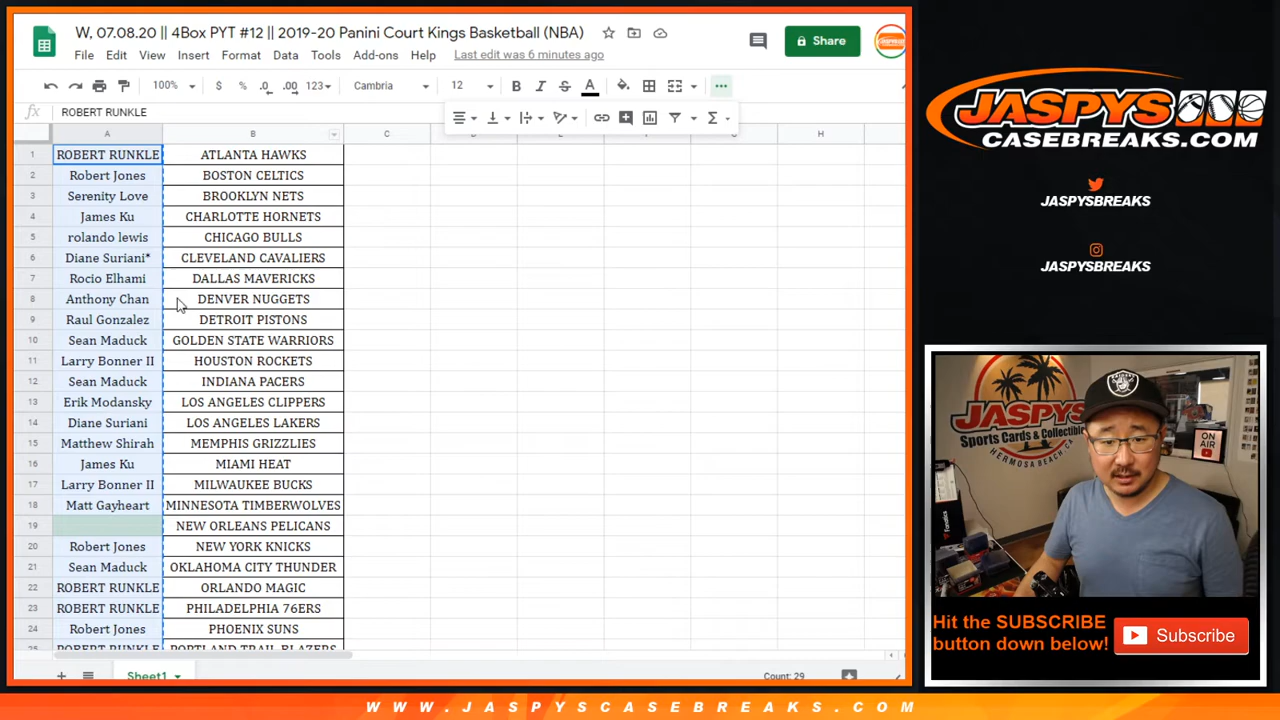 W, 07.08.20 || 4Box PYT #12 || 2019-20 Panini Court Kings Basketball (NBA)
File Edit View Insert Format Data Tools Add-ons Help Last edit was 6 minutes ago
Share
100% $ % .0 .00 123 Cambria 12 B I S A
fx ROBERT RUNKLE
A B C H
1 ROBERT RUNKLE ATLANTA HAWKS
2 Robert Jones BOSTON CELTICS
3 Serenity Love BROOKLYN NETS
4 James Ku CHARLOTTE HORNETS
5 rolando lewis CHICAGO BULLS
6 Diane Suriani* CLEVELAND CAVALIERS
7 Rocio Elhami DALLAS MAVERICKS
8 Anthony Chan DENVER NUGGETS
9 Raul Gonzalez DETROIT PISTONS
10 Sean Maduck GOLDEN STATE WARRIORS
11 Larry Bonner II HOUSTON ROCKETS
12 Sean Maduck INDIANA PACERS
13 Erik Modansky LOS ANGELES CLIPPERS
14 Diane Suriani LOS ANGELES LAKERS
15 Matthew Shirah MEMPHIS GRIZZLIES
16 James Ku MIAMI HEAT
17 Larry Bonner II MILWAUKEE BUCKS
18 Matt Gayheart MINNESOTA TIMBERWOLVES
19 NEW ORLEANS PELICANS
20 Robert Jones NEW YORK KNICKS
21 Sean Maduck OKLAHOMA CITY THUNDER
22 ROBERT RUNKLE ORLANDO MAGIC
23 ROBERT RUNKLE PHILADELPHIA 76ERS
24 Robert Jones PHOENIX SUNS
25 ROBERT RUNKLE PORTLAND TRAIL BLAZERS
Sheet1
Count: 29
JASPYS
CASEBREAKS.COM
JASPYSBREAKS
JASPYSBREAKS
JASPYS
Sports Cards & Collectibles
HERMOSA BEACH, CA
ON AIR
Fanatics
Hit the SUBSCRIBE
button down below!
Subscribe
WWW.JASPYSCASEBREAKS.COM